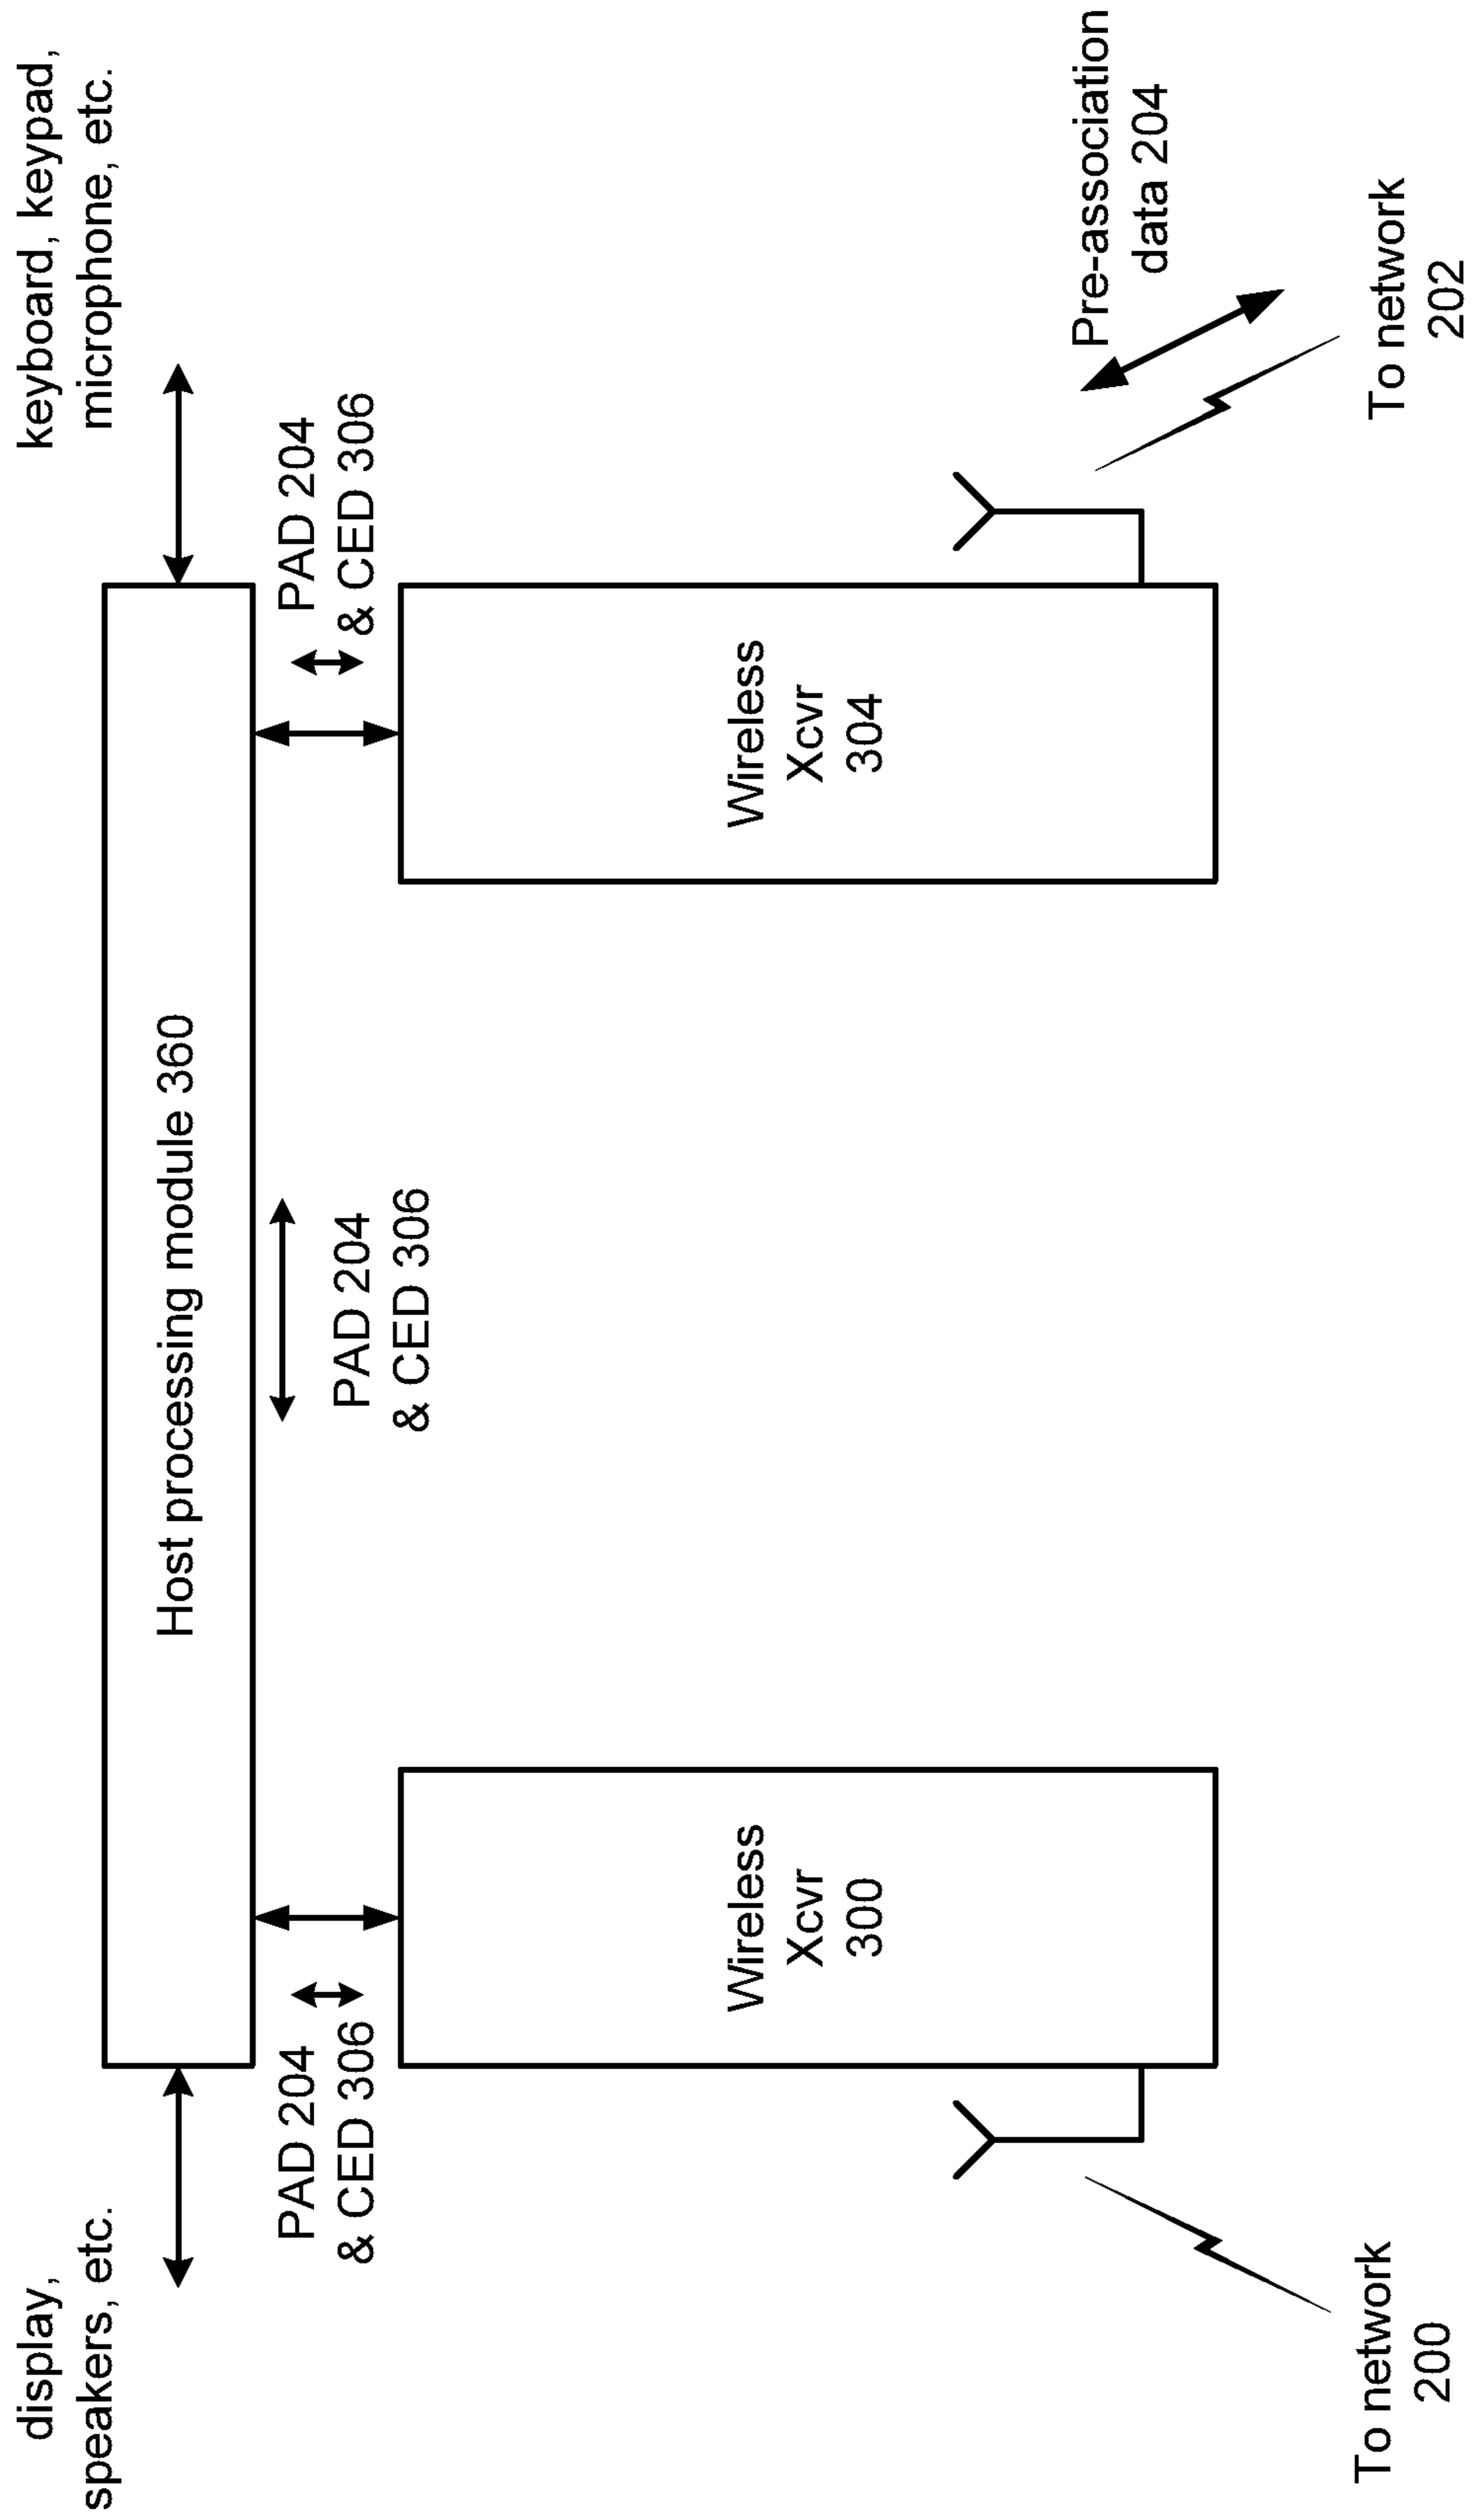 display,
speakers, etc.
keyboard, keypad,
microphone, etc.
Host processing module 360
PAD 204
& CED 306
PAD 204
& CED 306
PAD 204
& CED 306
Wireless
Xcvr
300
Wireless
Xcvr
304
Pre-association
data 204
To network
200
To network
202